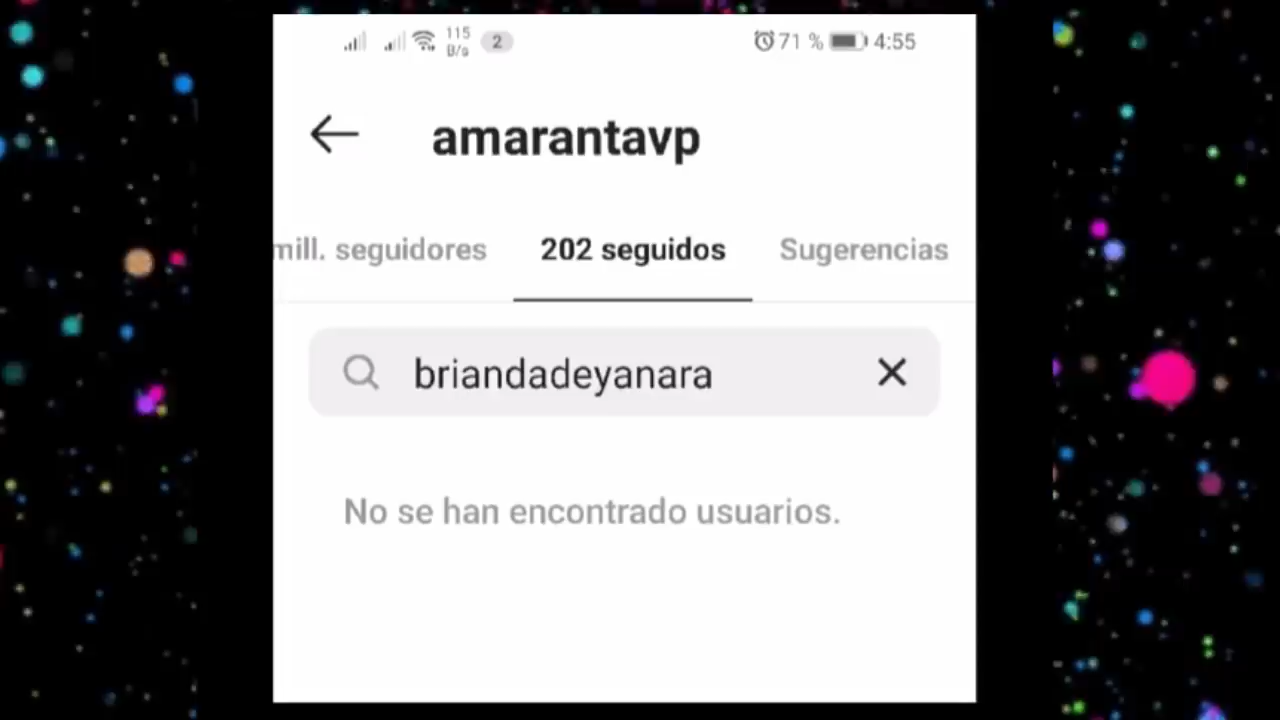 115
B/s
2
71 %
4:55
amarantavp
mill. seguidores
202 seguidos
Sugerencias
briandadeyanara
No se han encontrado usuarios.